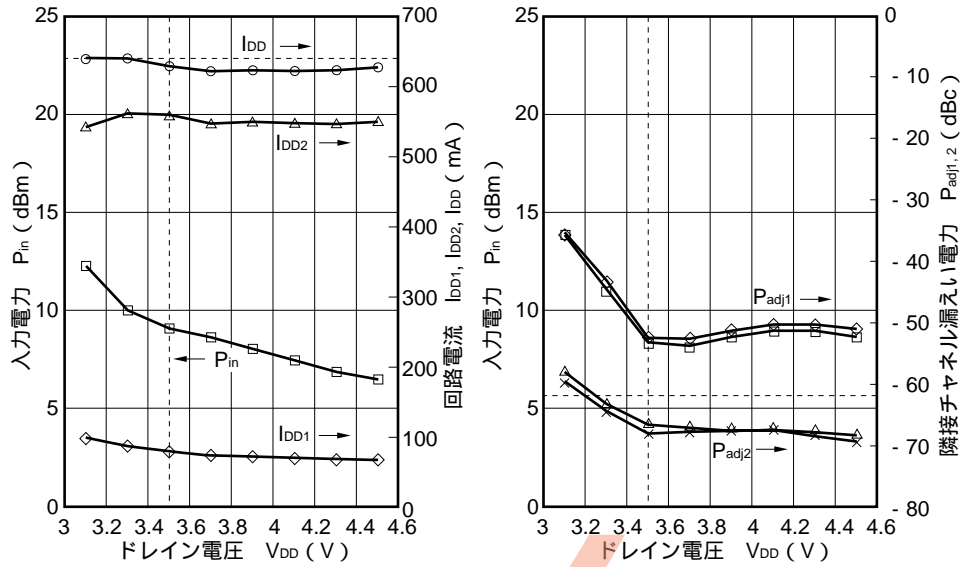 25
20
15
10
5
0
入力電力 Pin ( dBm )
700
600
500
400
300
200
100
0
回路電流 IDD1, IDD2, IDD ( mA )
IDD
IDD2
Pin
IDD1
3 3.2 3.4 3.6 3.8 4 4.2 4.4 4.6
ドレイン電圧 VDD ( V )
25
20
15
10
5
0
入力電力 Pin ( dBm )
0
- 10
- 20
- 30
- 40
- 50
- 60
- 70
- 80
隣接チャネル漏えい電力 Padj1, 2 ( dBc )
Padj1
Padj2
3 3.2 3.4 3.6 3.8 4 4.2 4.4 4.6
ドレイン電圧 VDD ( V )